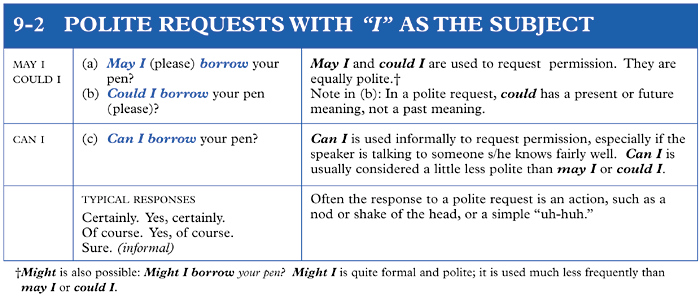 9-2 POLITE REQUESTS WITH “I” AS THE SUBJECT
MAY I
COULD I
(a) May I (please) borrow your
pen?
(b) Could I borrow your pen
(please)?
May I and could I are used to request permission. They are
equally polite.†
Note in (b): In a polite request, could has a present or future
meaning, not a past meaning.
CAN I
(c) Can I borrow your pen?
Can I is used informally to request permission, especially if the
speaker is talking to someone s/he knows fairly well. Can I is
usually considered a little less polite than may I or could I.
TYPICAL RESPONSES
Certainly. Yes, certainly.
Of course. Yes, of course.
Sure. (informal)
Often the response to a polite request is an action, such as a
nod or shake of the head, or a simple “uh-huh.”
†Might is also possible: Might I borrow your pen? Might I is quite formal and polite; it is used much less frequently than
may I or could I.